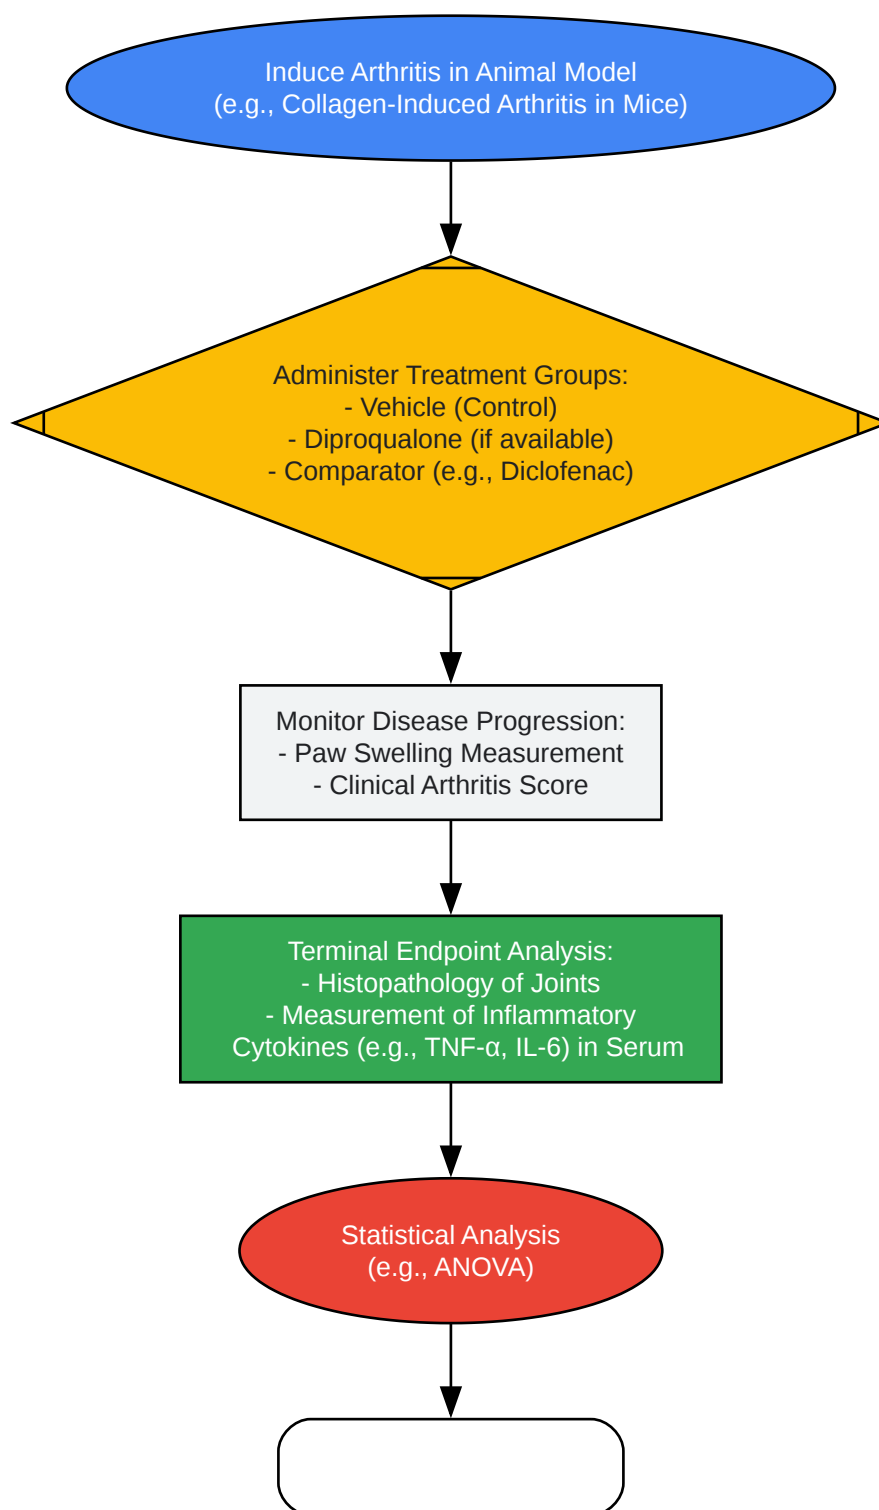 Induce Arthritis in Animal Model
(e.g., Collagen-Induced Arthritis in Mice)
Administer Treatment Groups:
- Vehicle (Control)
- Diproqualone (if available)
- Comparator (e.g., Diclofenac)
Monitor Disease Progression:
- Paw Swelling Measurement
- Clinical Arthritis Score
Terminal Endpoint Analysis:
- Histopathology of Joints
- Measurement of Inflammatory
Cytokines (e.g., TNF-α, IL-6) in Serum
Statistical Analysis
(e.g., ANOVA)